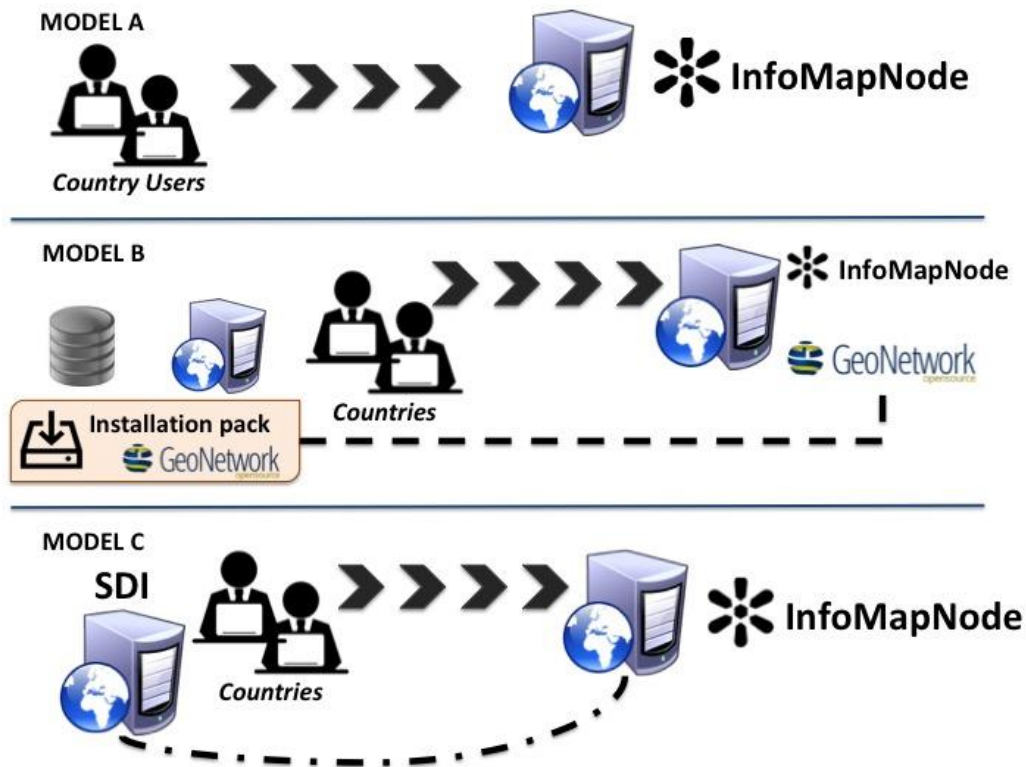 MODEL A
InfoMapNode
Country Users
MODEL B
InfoMapNode
GeoNetwork
opensource
Countries
Installation pack
GeoNetwork
opensource
MODEL C
SDI
InfoMapNode
Countries